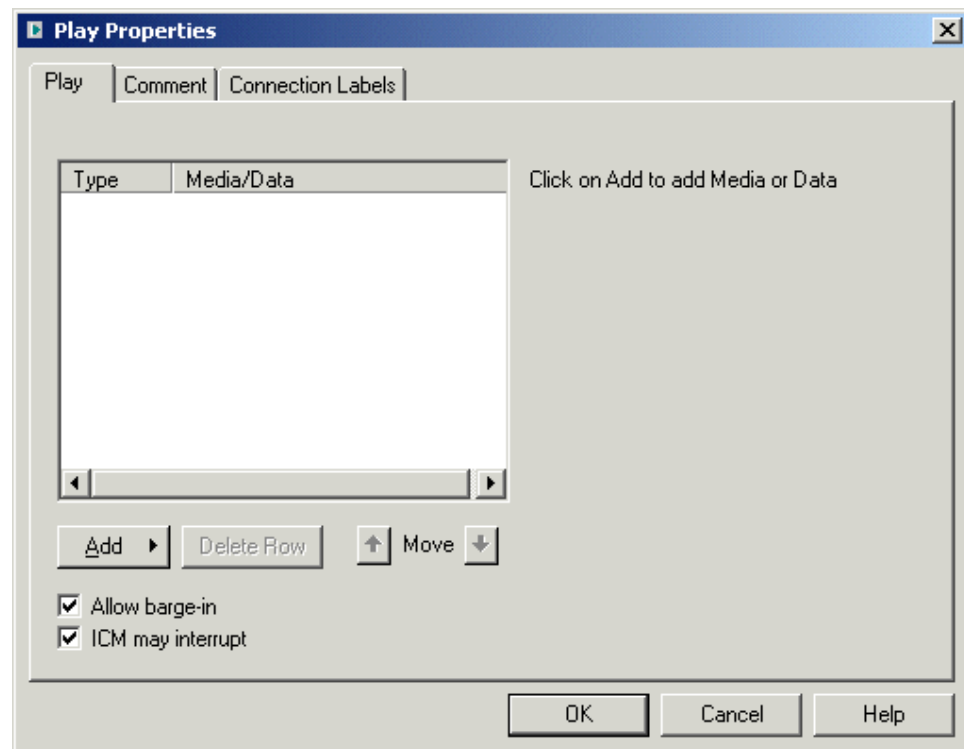 Play Properties
Play Comment Connection Labels
Type Media/Data
Click on Add to add Media or Data
Add Delete Row Move
Allow barge-in
ICM may interrupt
OK Cancel Help